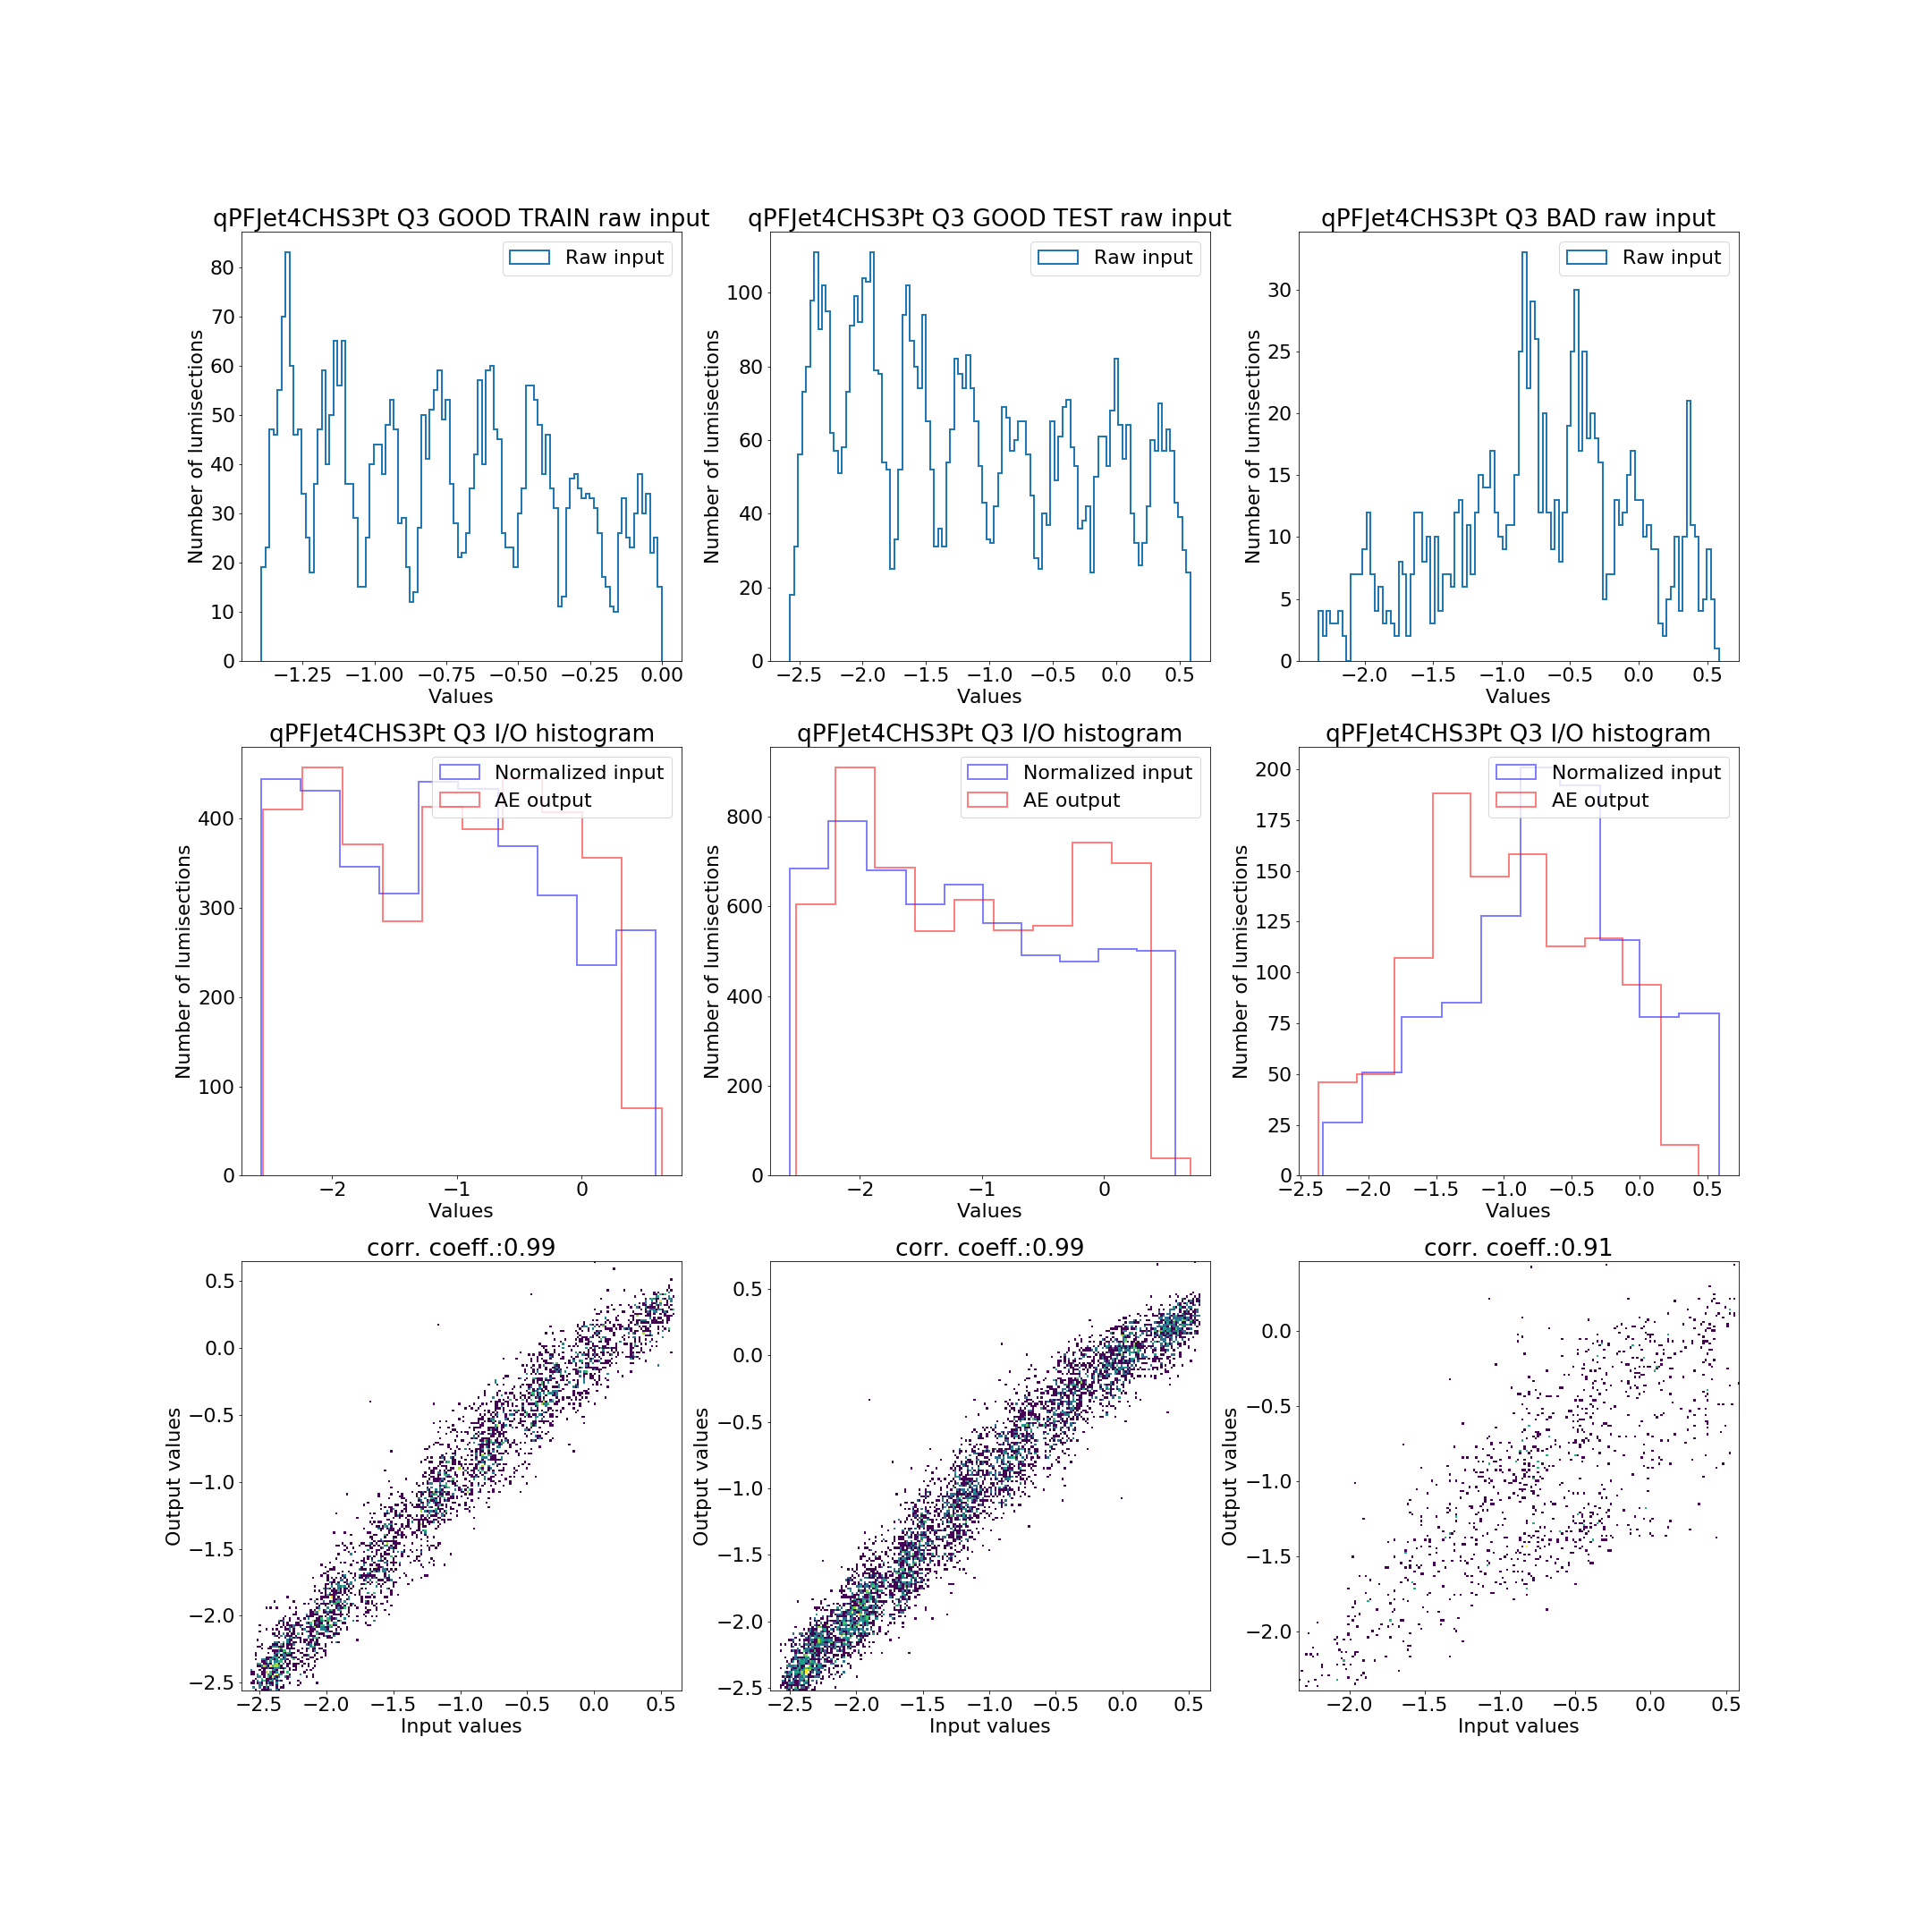 qPFJet4CHS3Pt Q3 GOOD TRAIN raw input
Raw input
Number of lumisections
80
70
60
50
40
30
20
10
0
−1.25 −1.00 −0.75 −0.50 −0.25 0.00
Values
qPFJet4CHS3Pt Q3 GOOD TEST raw input
Raw input
Number of lumisections
100
80
60
40
20
0
−2.5 −2.0 −1.5 −1.0 −0.5 0.0 0.5
Values
qPFJet4CHS3Pt Q3 BAD raw input
Raw input
Number of lumisections
30
25
20
15
10
5
0
−2.0 −1.5 −1.0 −0.5 0.0 0.5
Values
qPFJet4CHS3Pt Q3 I/O histogram
Normalized input
AE output
Number of lumisections
400
300
200
100
0
−2 −1 0
Values
qPFJet4CHS3Pt Q3 I/O histogram
Normalized input
AE output
Number of lumisections
800
600
400
200
0
−2 −1 0
Values
qPFJet4CHS3Pt Q3 I/O histogram
Normalized input
AE output
Number of lumisections
200
175
150
125
100
75
50
25
0
−2.5 −2.0 −1.5 −1.0 −0.5 0.0 0.5
Values
corr. coeff.:0.99
Output values
0.5
0.0
−0.5
−1.0
−1.5
−2.0
−2.5
−2.5 −2.0 −1.5 −1.0 −0.5 0.0 0.5
Input values
corr. coeff.:0.99
Output values
0.5
0.0
−0.5
−1.0
−1.5
−2.0
−2.5
−2.5 −2.0 −1.5 −1.0 −0.5 0.0 0.5
Input values
corr. coeff.:0.91
Output values
0.0
−0.5
−1.0
−1.5
−2.0
−2.0 −1.5 −1.0 −0.5 0.0 0.5
Input values